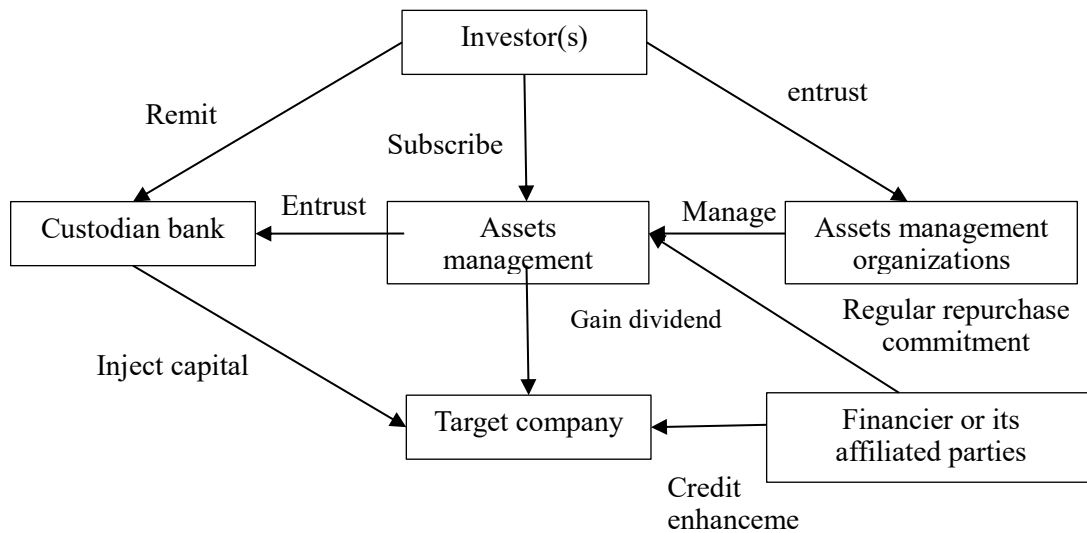 Investor(s)
Remit
entrust
Subscribe
Custodian bank
Entrust
Assets
management
Manage
Assets management
organizations
Gain dividend
Regular repurchase
commitment
Inject capital
Target company
Financier or its
affiliated parties
Credit
enhanceme